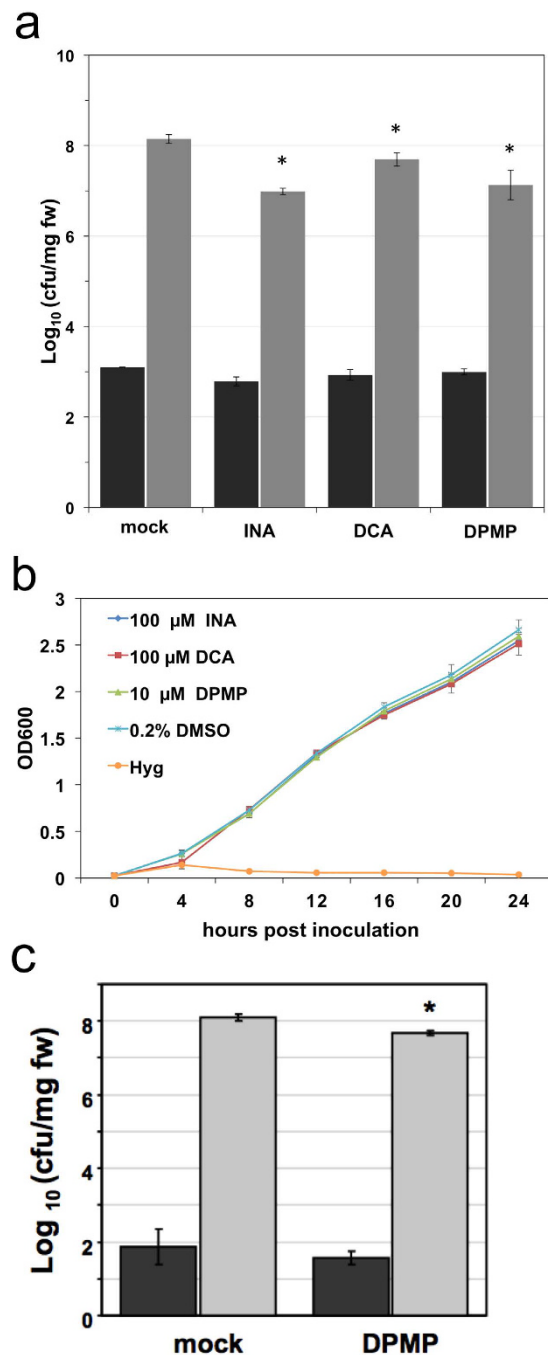 a
10
8
6
4
2
0
Log10 (cfu/mg fw)
*
*
*
mock INA DCA DPMP
b
3
2.5
2
1.5
1
0.5
0
OD600
100 µM INA
100 µM DCA
10 µM DPMP
0.2% DMSO
Hyg
0 4 8 12 16 20 24
hours post inoculation
c
8
6
4
2
0
Log 10 (cfu/mg fw)
*
mock DPMP